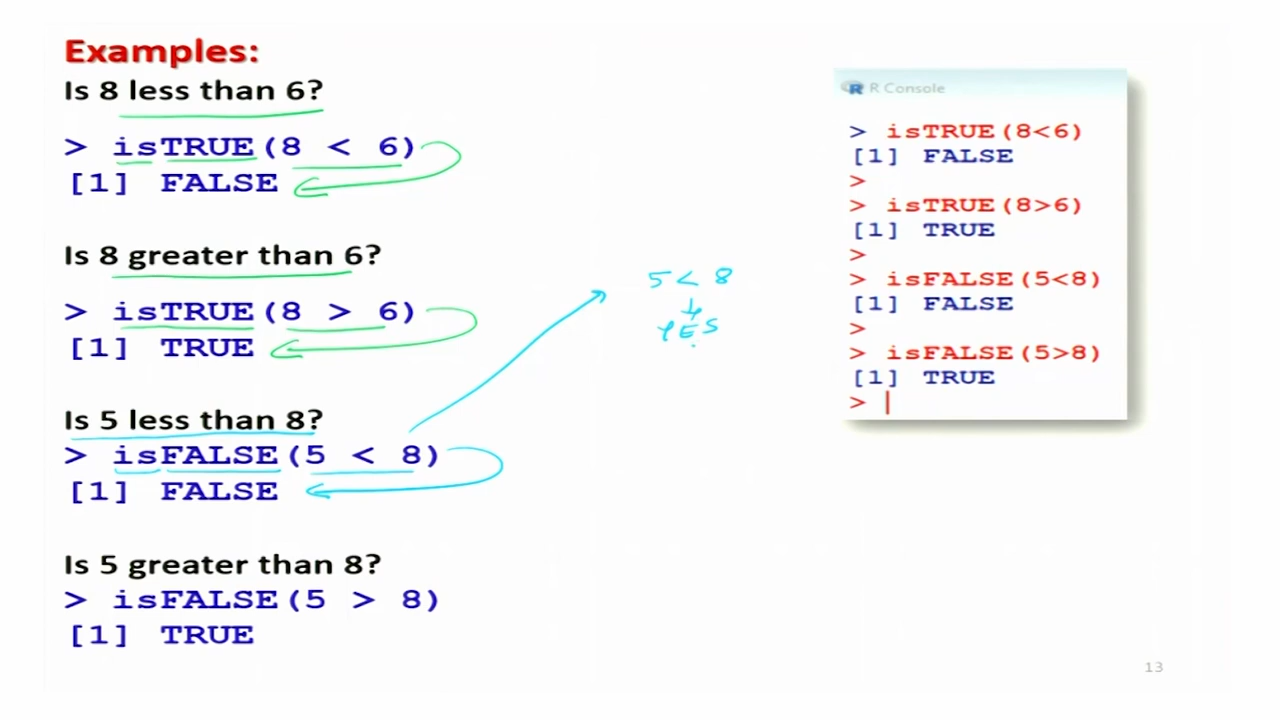 Examples:
Is 8 less than 6?
> isTRUE(8 < 6)
[1] FALSE
Is 8 greater than 6?
> isTRUE(8 > 6)
[1] TRUE
Is 5 less than 8?
> isFALSE(5 < 8)
[1] FALSE
Is 5 greater than 8?
> isFALSE(5 > 8)
[1] TRUE
5 < 8
YES
R Console
> isTRUE(8<6)
[1] FALSE
>
> isTRUE(8>6)
[1] TRUE
>
> isFALSE(5<8)
[1] FALSE
>
> isFALSE(5>8)
[1] TRUE
> |
13